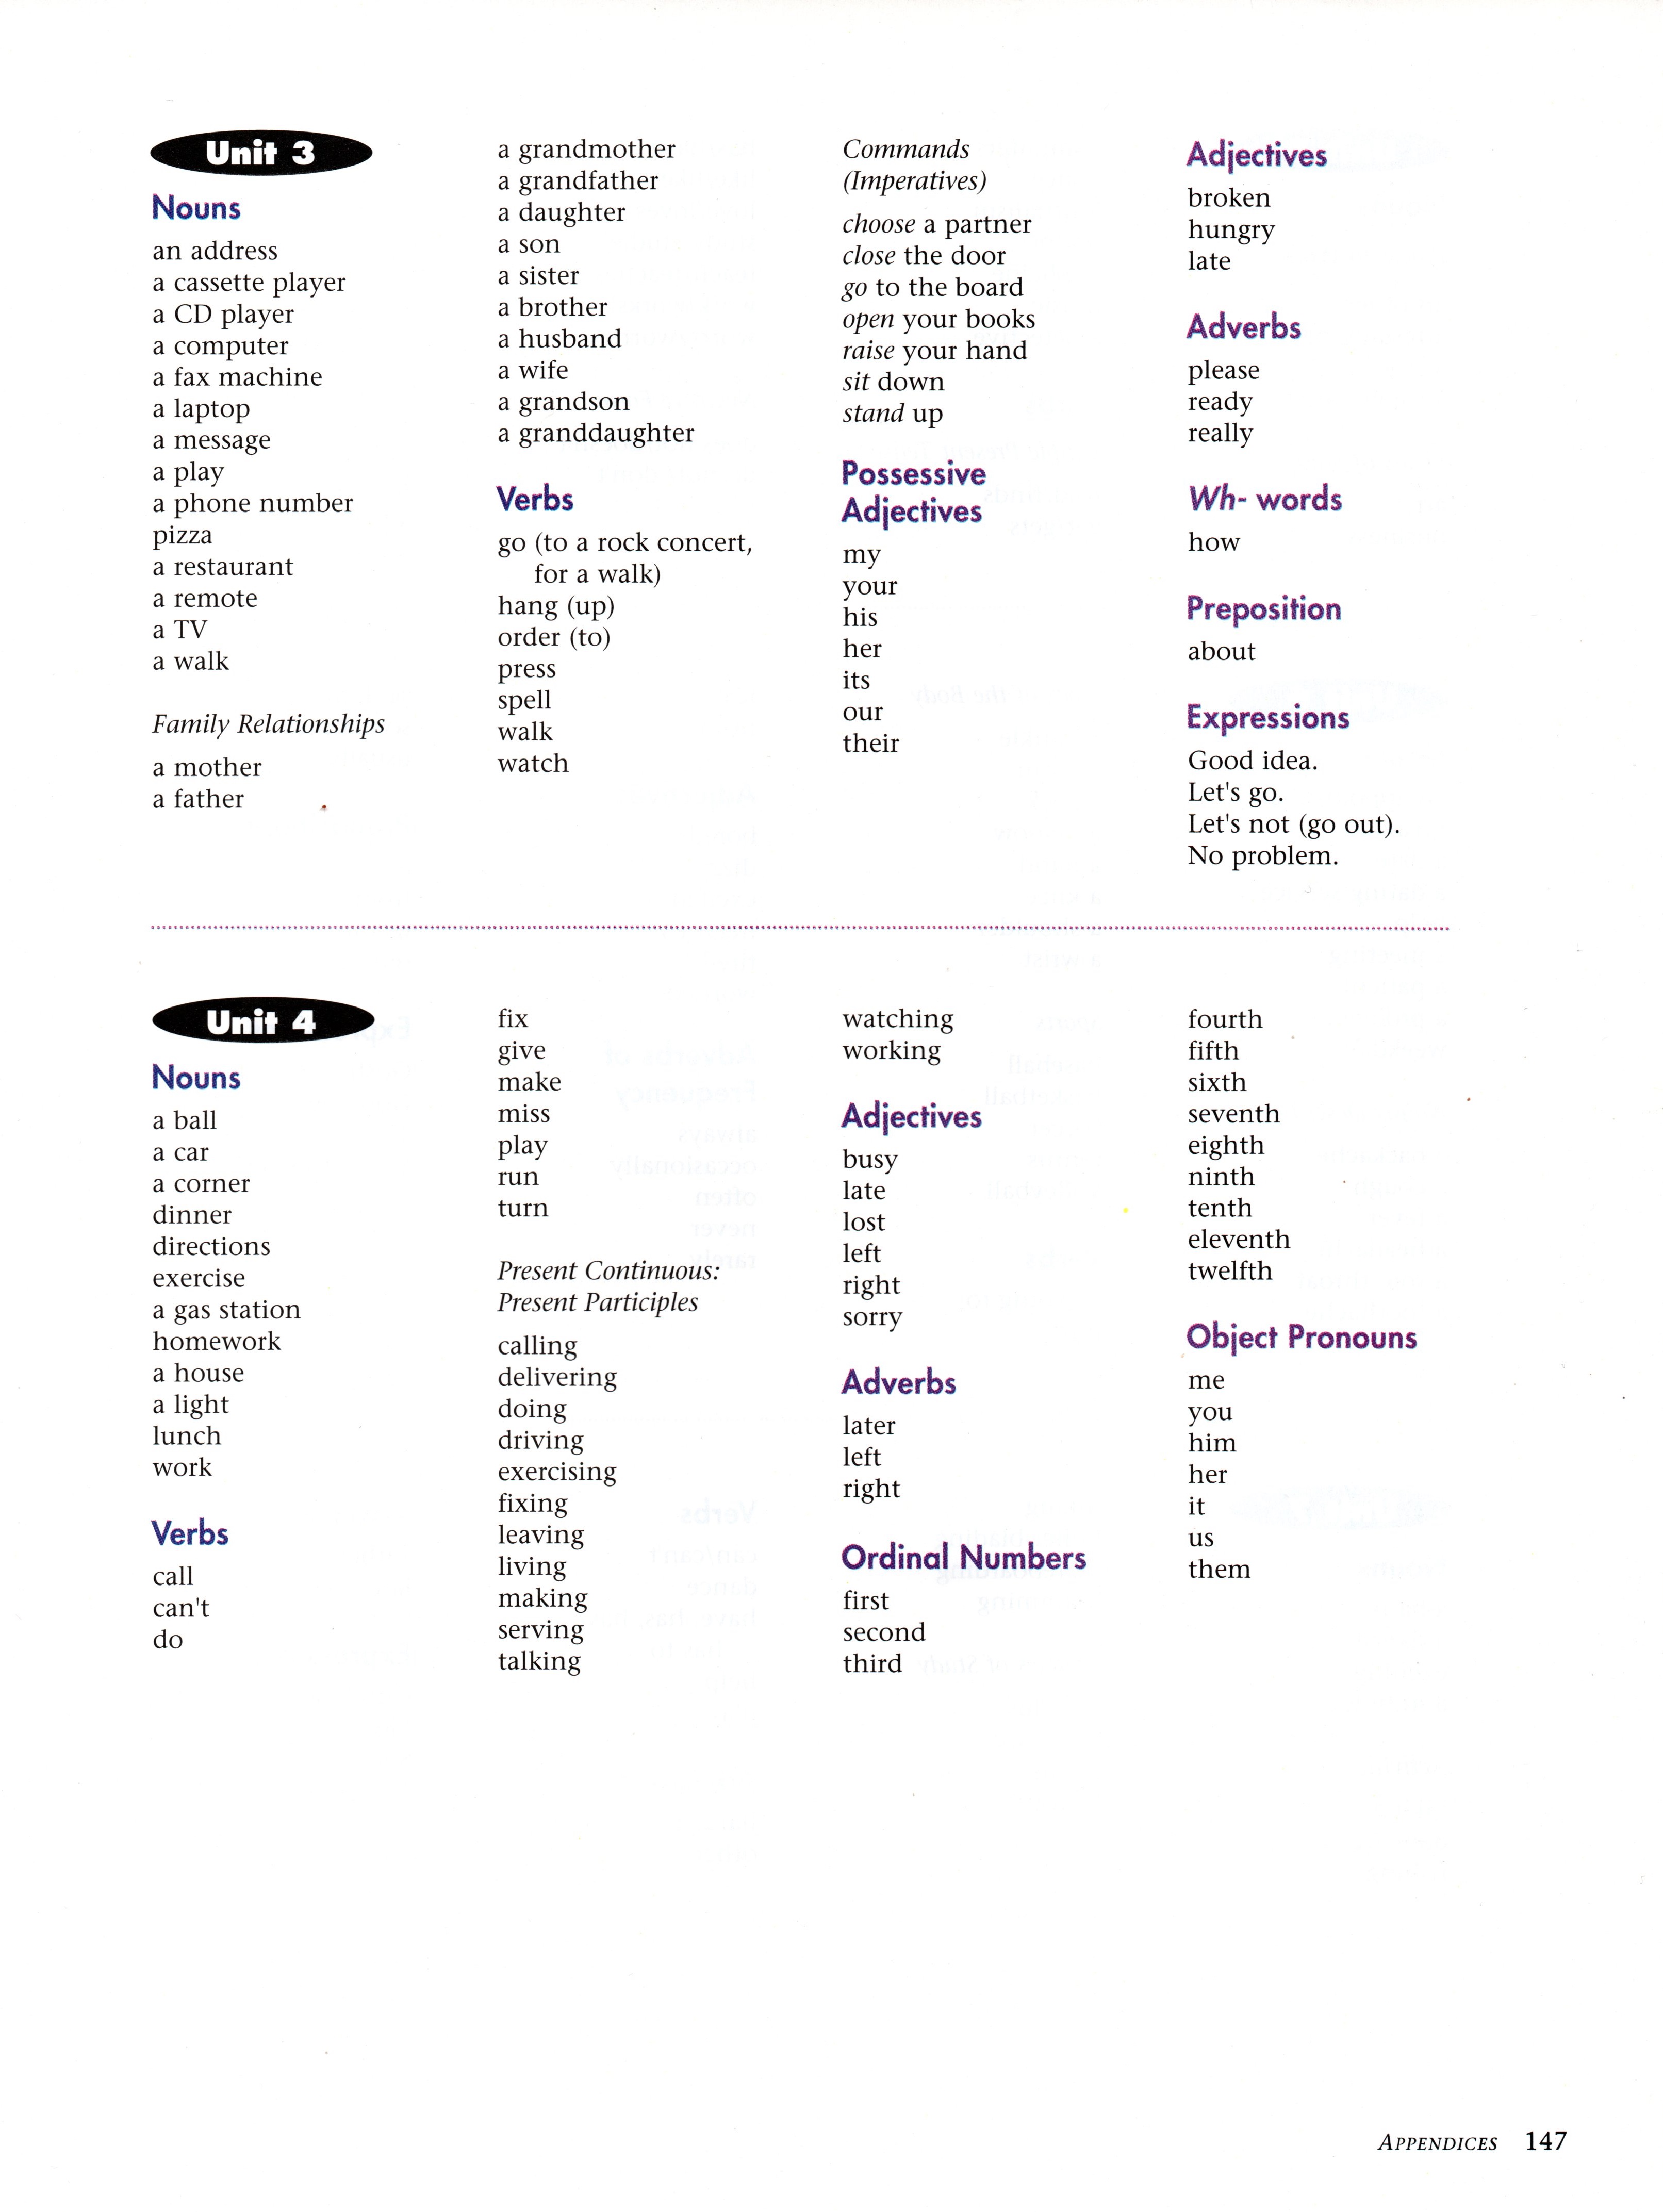 Unit 3
Nouns
an address
a cassette player
a CD player
a computer
a fax machine
a laptop
a message
a play
a phone number
pizza
a restaurant
a remote
a TV
a walk
Family Relationships
a mother
a father
a grandmother
a grandfather
a daughter
a son
a sister
a brother
a husband
a wife
a grandson
a granddaughter
Verbs
go (to a rock concert,
for a walk)
hang (up)
order (to)
press
spell
walk
watch
Commands
(Imperatives)
choose a partner
close the door
go to the board
open your books
raise your hand
sit down
stand up
Possessive
Adjectives
my
your
his
her
its
our
their
Adjectives
broken
hungry
late
Adverbs
please
ready
really
Wh- words
how
Preposition
about
Expressions
Good idea.
Let's go.
Let's not (go out).
No problem.
Unit 4
Nouns
a ball
a car
a corner
dinner
directions
exercise
a gas station
homework
a house
a light
lunch
work
Verbs
call
can't
do
fix
give
make
miss
play
run
turn
Present Continuous:
Present Participles
calling
delivering
doing
driving
exercising
fixing
leaving
living
making
serving
talking
watching
working
Adjectives
busy
late
lost
left
right
sorry
Adverbs
later
left
right
Ordinal Numbers
first
second
third
fourth
fifth
sixth
seventh
eighth
ninth
tenth
eleventh
twelfth
Object Pronouns
me
you
him
her
it
us
them
APPENDICES 147